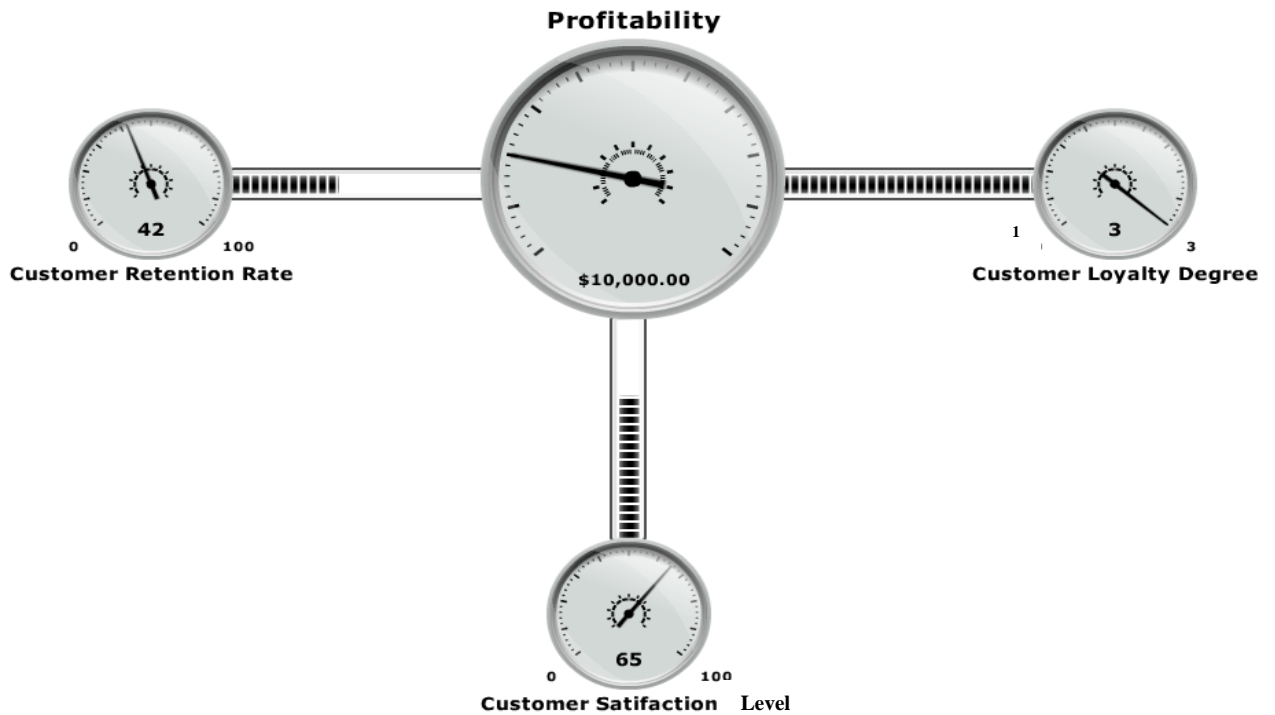 Profitability
42
0 100
Customer Retention Rate
$10,000.00
3
1 3
Customer Loyalty Degree
65
0 100
Customer Satifaction Level